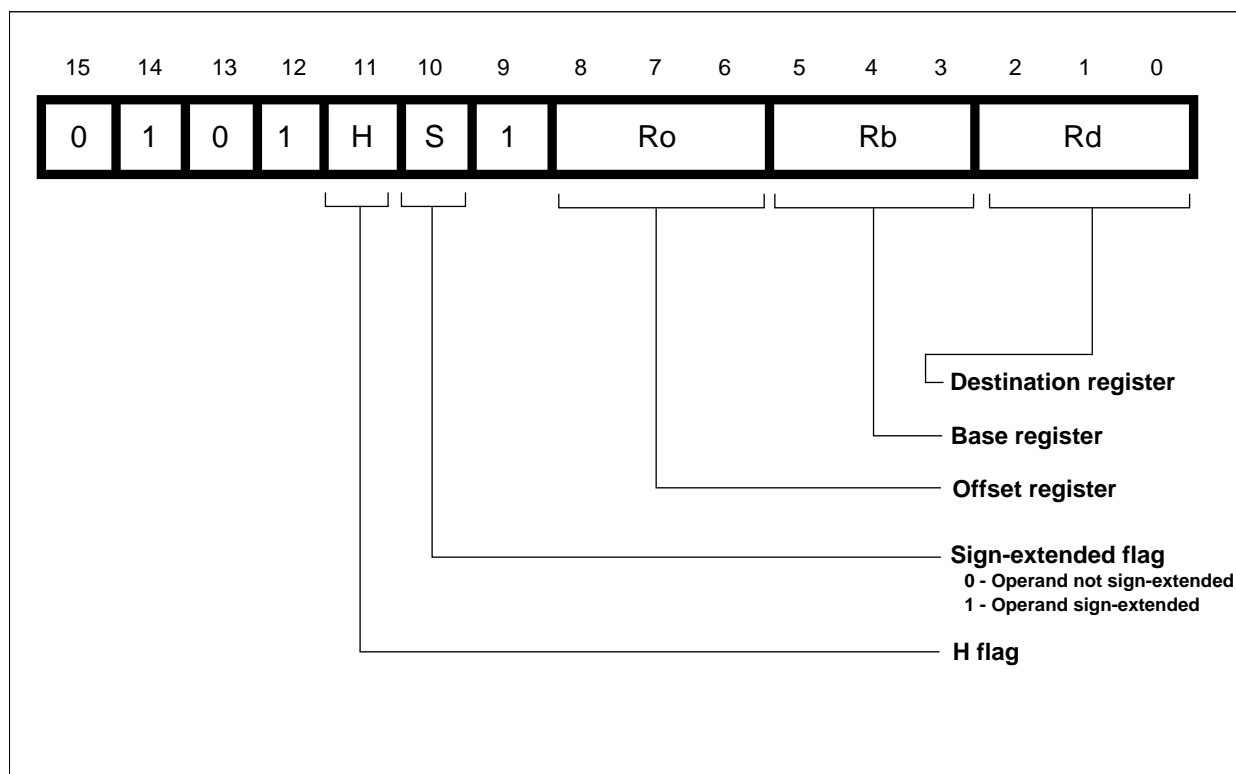 15 14 13 12 11 10 9 8 7 6 5 4 3 2 1 0
0 1 0 1 H S 1 Ro Rb Rd
Destination register
Base register
Offset register
Sign-extended flag
0 - Operand not sign-extended
1 - Operand sign-extended
H flag